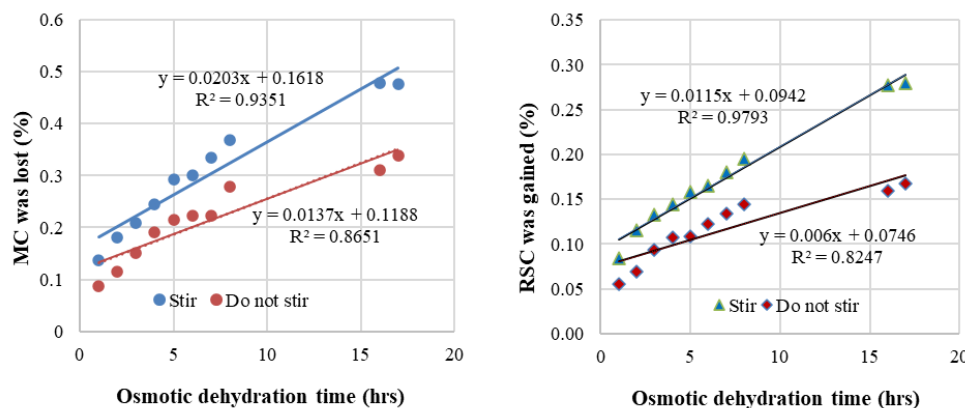 MC was lost (%)
0.6
0.5
0.4
0.3
0.2
0.1
0
y = 0.0203x + 0.1618
R² = 0.9351
y = 0.0137x + 0.1188
R² = 0.8651
Stir Do not stir
0 5 10 15 20
Osmotic dehydration time (hrs)
RSC was gained (%)
0.35
0.30
0.25
0.20
0.15
0.10
0.05
0.00
y = 0.0115x + 0.0942
R² = 0.9793
y = 0.006x + 0.0746
R² = 0.8247
Stir Do not stir
0 5 10 15 20
Osmotic dehydration time (hrs)